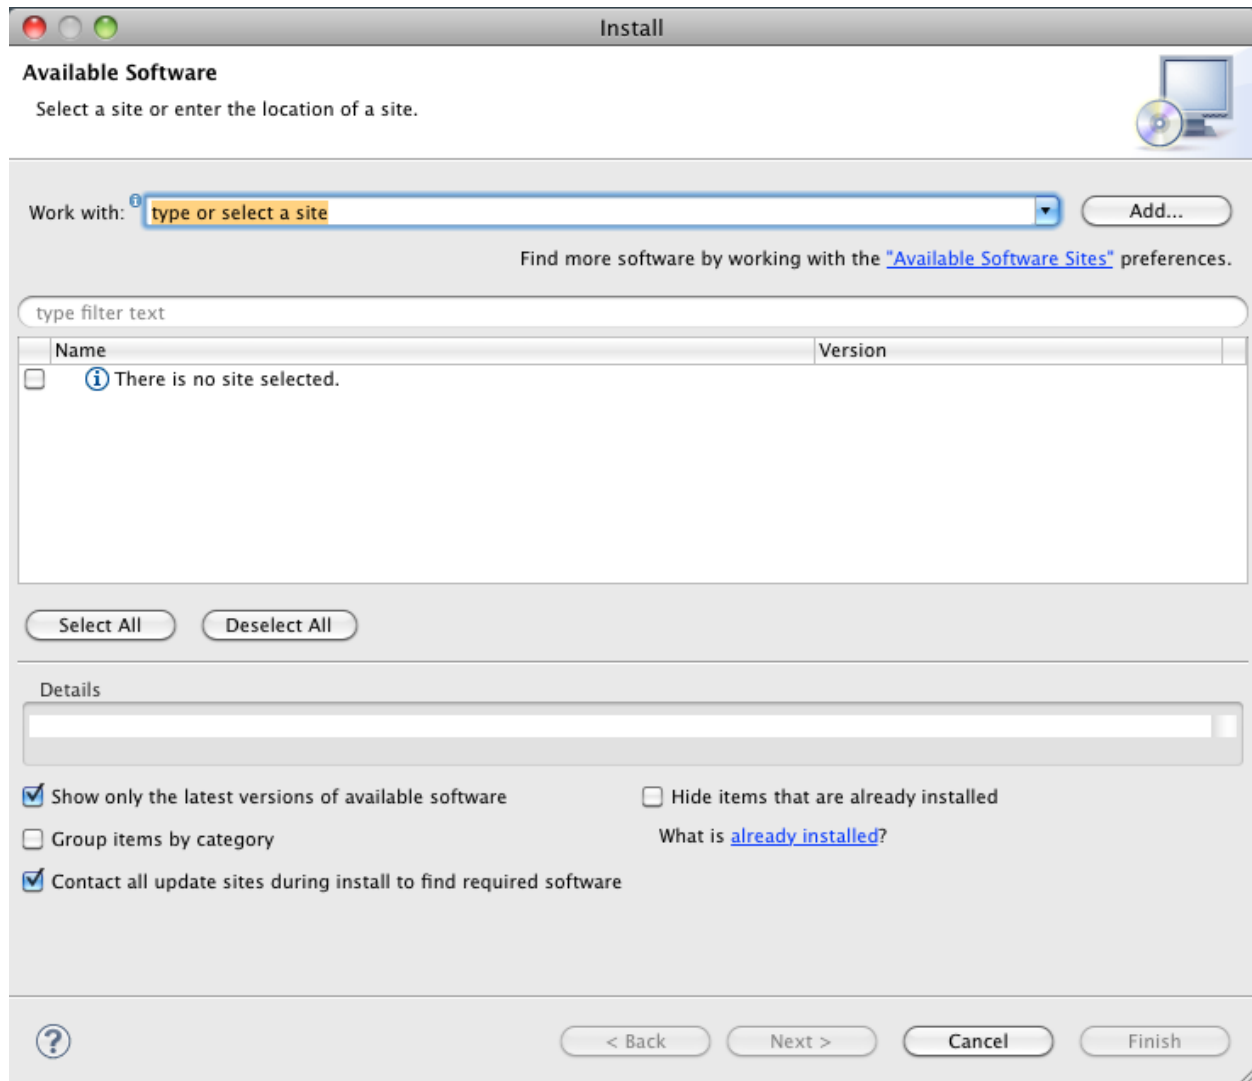 Install
Available Software
Select a site or enter the location of a site.
Work with: type or select a site Add...
Find more software by working with the "Available Software Sites" preferences.
type filter text
Name Version
There is no site selected.
Select All Deselect All
Details
Show only the latest versions of available software Hide items that are already installed
Group items by category What is already installed?
Contact all update sites during install to find required software
? < Back Next > Cancel Finish